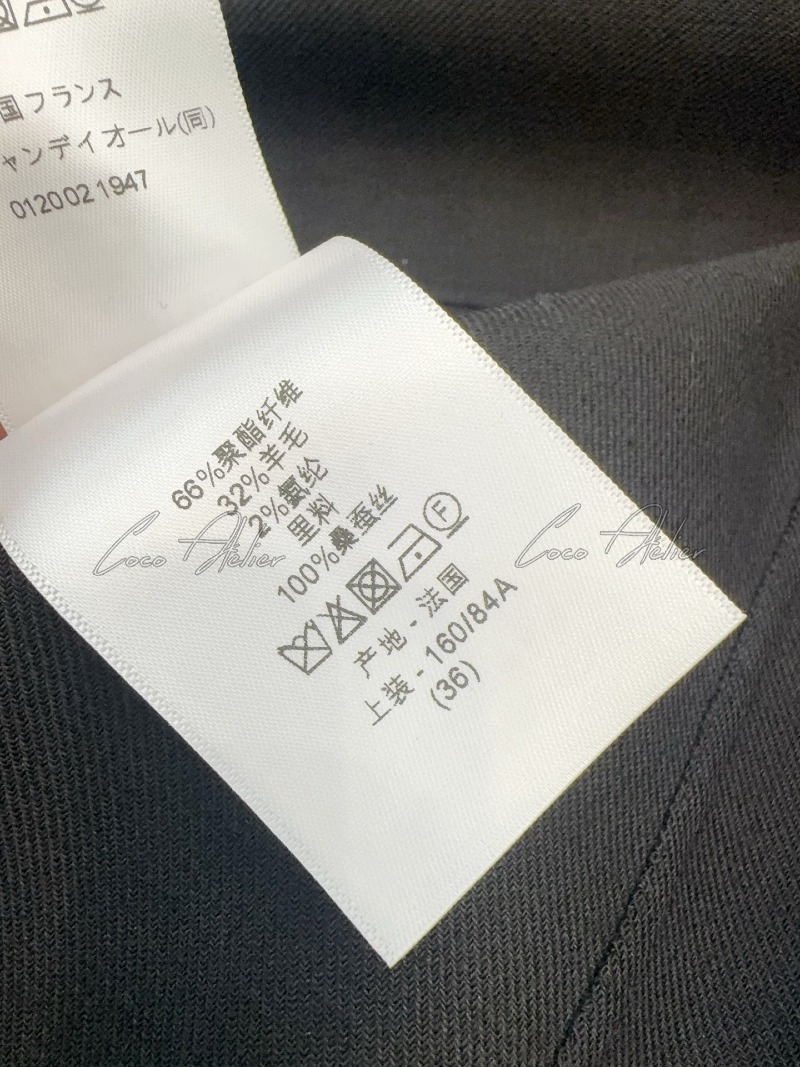 国フランス
ャンディオール(同)
0120021947
66%聚酯纤维
32%羊毛
2%氨纶
里料
100%桑蚕丝
F
产地 - 法国
上装 - 160/84A
(36)
Coco Atelier
Coco Atelier